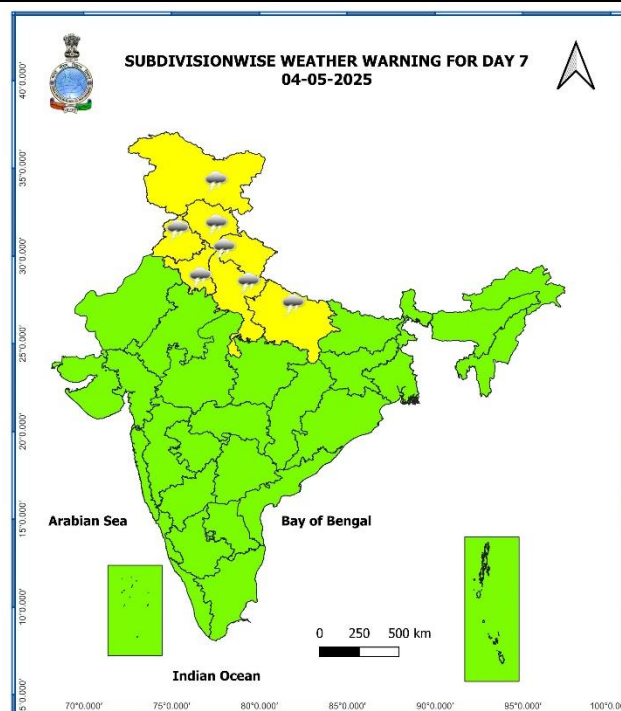 SUBDIVISIONWISE WEATHER WARNING FOR DAY 7
04-05-2025
40°0.000'
35°0.000'
30°0.000'
25°0.000'
20°0.000'
15°0.000'
10°0.000'
5°0.000'
Arabian Sea
Bay of Bengal
0 250 500 km
Indian Ocean
70°0.000' 75°0.000' 80°0.000' 85°0.000' 90°0.000' 95°0.000'